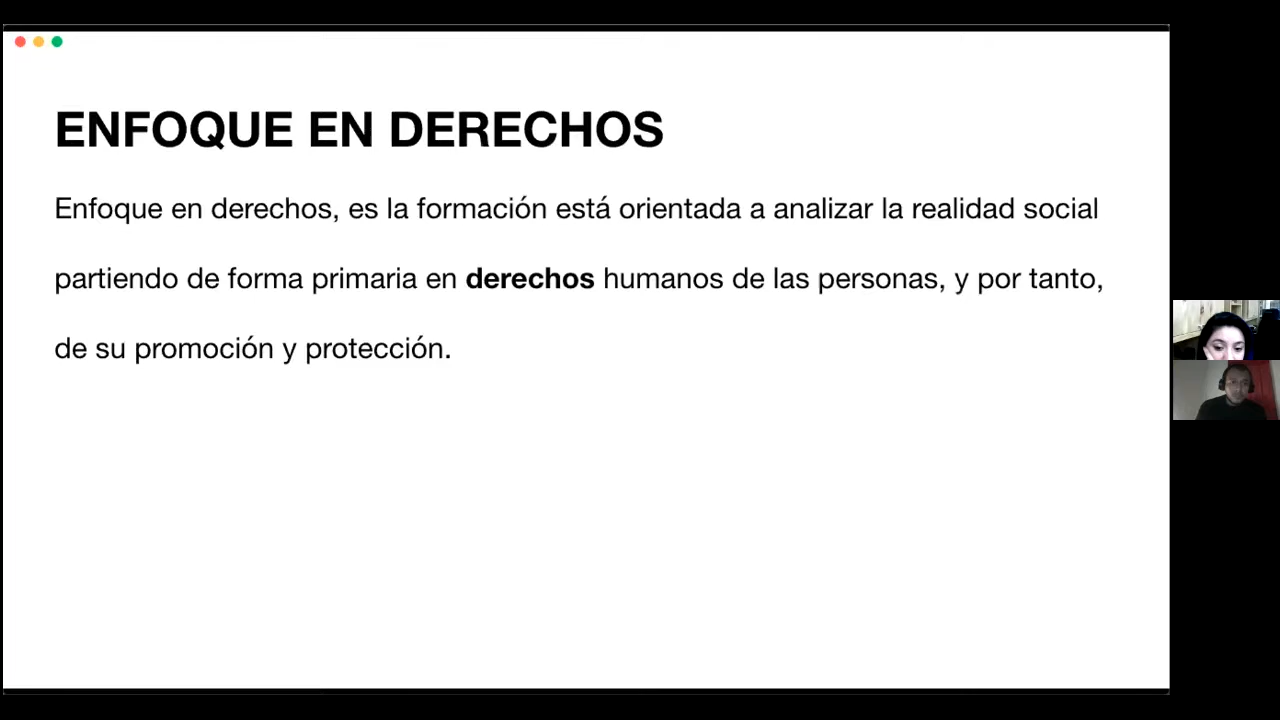 ENFOQUE EN DERECHOS
Enfoque en derechos, es la formación está orientada a analizar la realidad social
partiendo de forma primaria en derechos humanos de las personas, y por tanto,
de su promoción y protección.